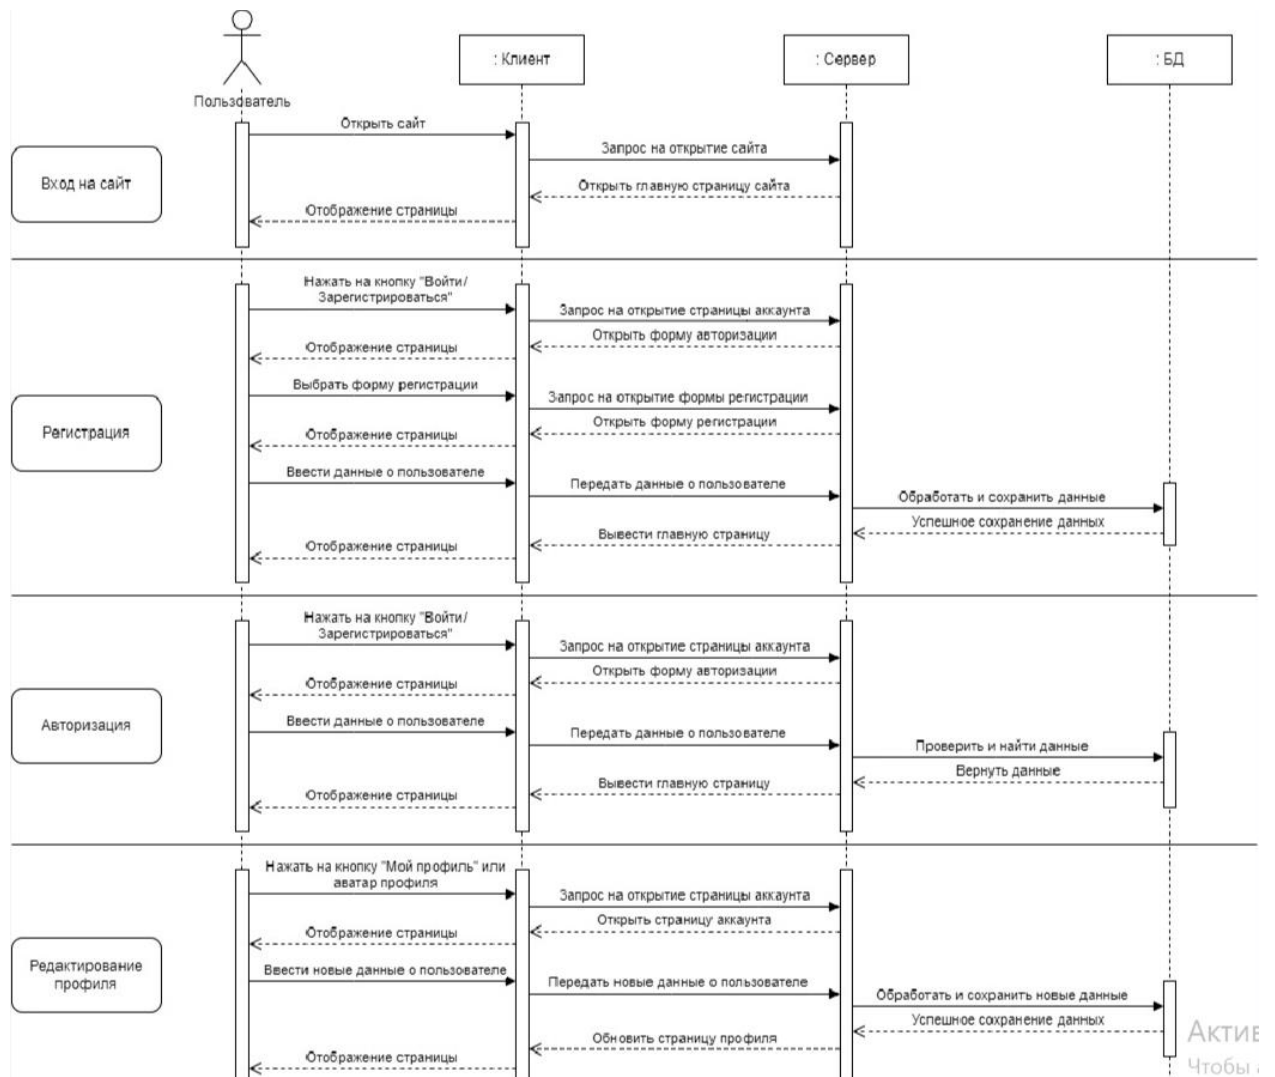 Пользователь
: Клиент
: Сервер
: БД
Открыть сайт
Запрос на открытие сайта
Вход на сайт
Открыть главную страницу сайта
Отображение страницы
Нажать на кнопку "Войти/
Зарегистрироваться"
Запрос на открытие страницы аккаунта
Открыть форму авторизации
Отображение страницы
Выбрать форму регистрации
Запрос на открытие формы регистрации
Открыть форму регистрации
Регистрация
Отображение страницы
Ввести данные о пользователе
Передать данные о пользователе
Обработать и сохранить данные
Успешное сохранение данных
Вывести главную страницу
Отображение страницы
Нажать на кнопку "Войти/
Зарегистрироваться"
Запрос на открытие страницы аккаунта
Открыть форму авторизации
Отображение страницы
Авторизация
Ввести данные о пользователе
Передать данные о пользователе
Проверить и найти данные
Вернуть данные
Вывести главную страницу
Отображение страницы
Нажать на кнопку "Мой профиль" или
аватар профиля
Запрос на открытие страницы аккаунта
Открыть страницу аккаунта
Отображение страницы
Редактирование
профиля
Ввести новые данные о пользователе
Передать новые данные о пользователе
Обработать и сохранить новые данные
Успешное сохранение данных
Обновить страницу профиля
Отображение страницы
Актив
Чтобы